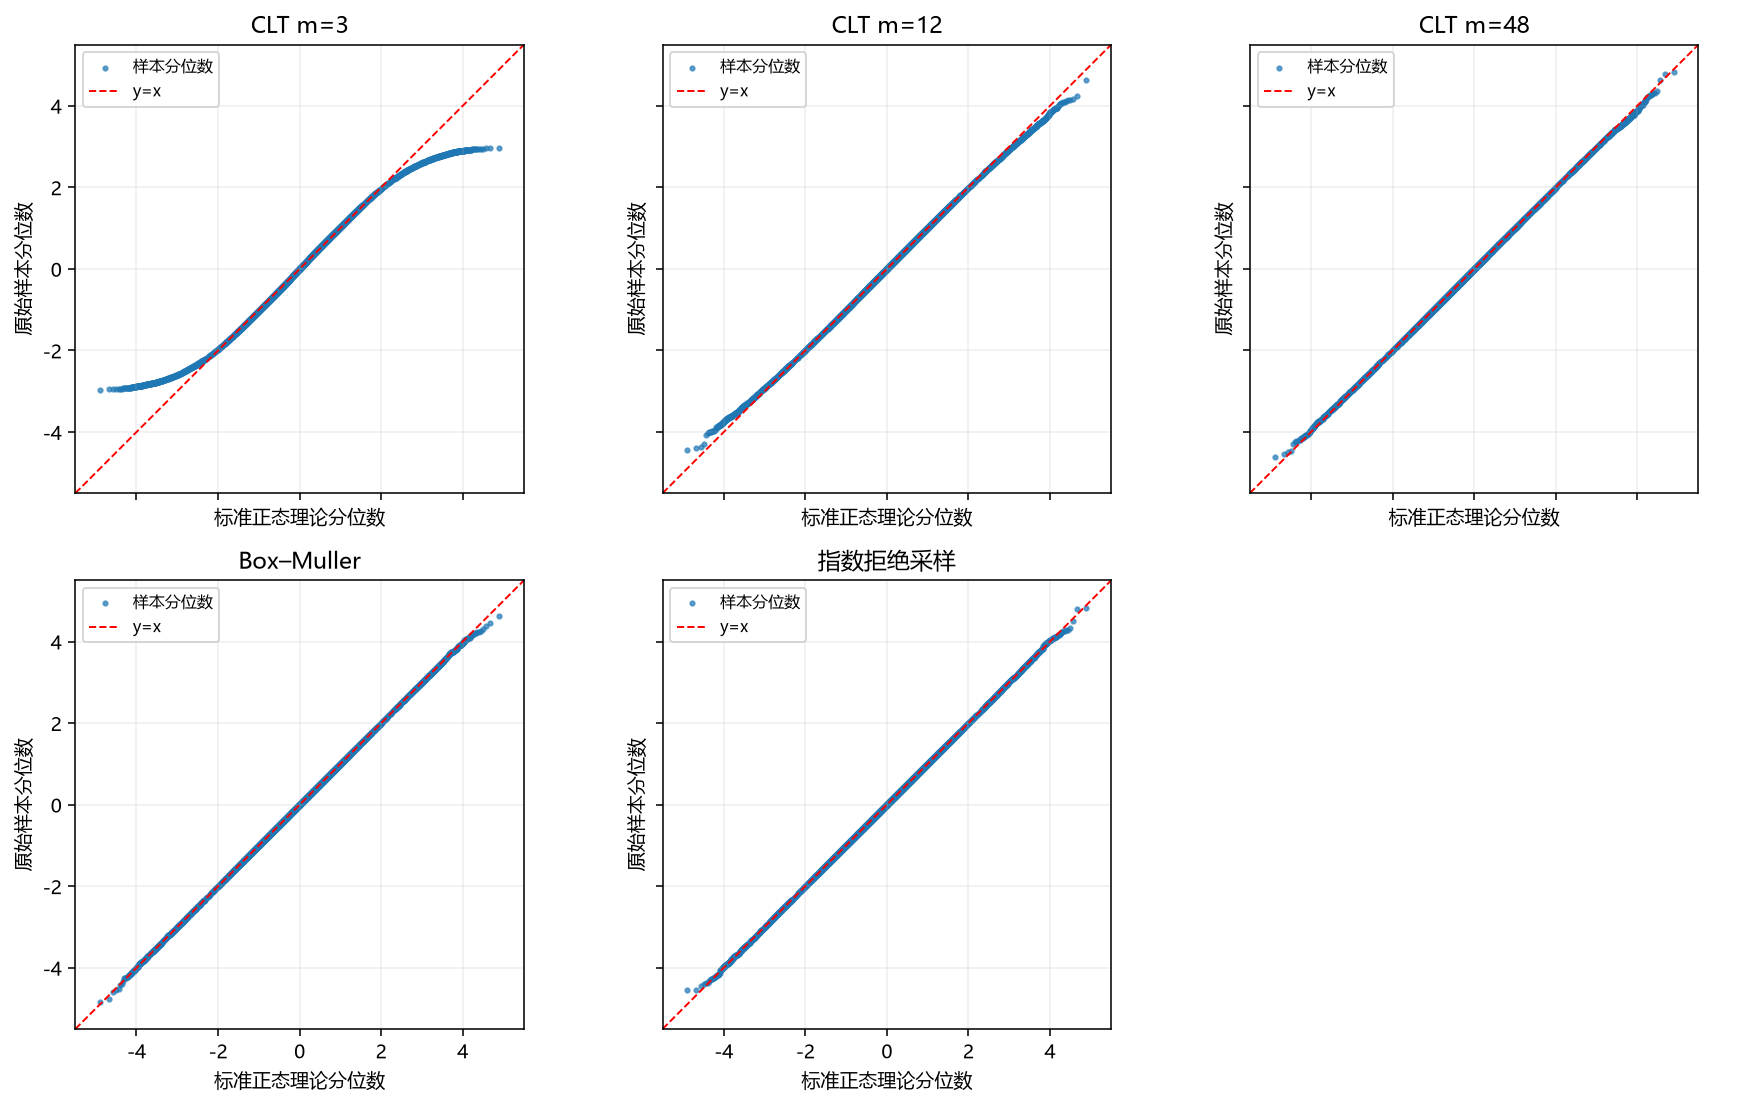 CLT m=3
样本分位数
y=x
4
2
0
-2
-4
原始样本分位数
标准正态理论分位数
CLT m=12
样本分位数
y=x
原始样本分位数
标准正态理论分位数
CLT m=48
样本分位数
y=x
原始样本分位数
标准正态理论分位数
Box–Muller
样本分位数
y=x
4
2
0
-2
-4
原始样本分位数
-4 -2 0 2 4
标准正态理论分位数
指数拒绝采样
样本分位数
y=x
原始样本分位数
-4 -2 0 2 4
标准正态理论分位数